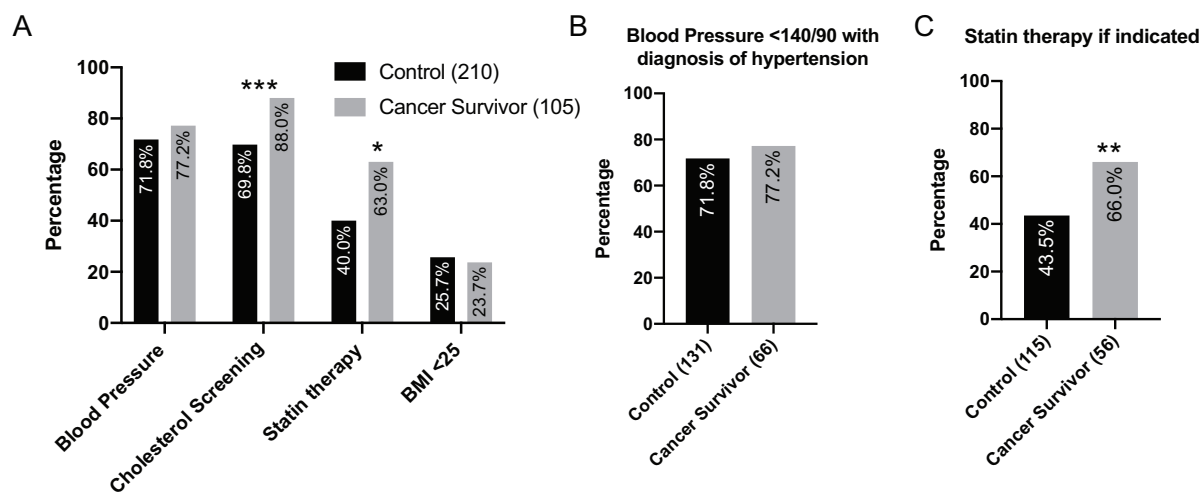 A
Percentage
100
80
60
40
20
0
Control (210)
Cancer Survivor (105)
71.8%
77.2%
***
69.8%
88.0%
*
40.0%
63.0%
25.7%
23.7%
Blood Pressure
Cholesterol Screening
Statin therapy
BMI <25
B
Blood Pressure <140/90 with
diagnosis of hypertension
Percentage
100
80
60
40
20
0
71.8%
77.2%
Control (131)
Cancer Survivor (66)
C
Statin therapy if indicated
Percentage
100
80
60
40
20
0
43.5%
**
66.0%
Control (115)
Cancer Survivor (56)